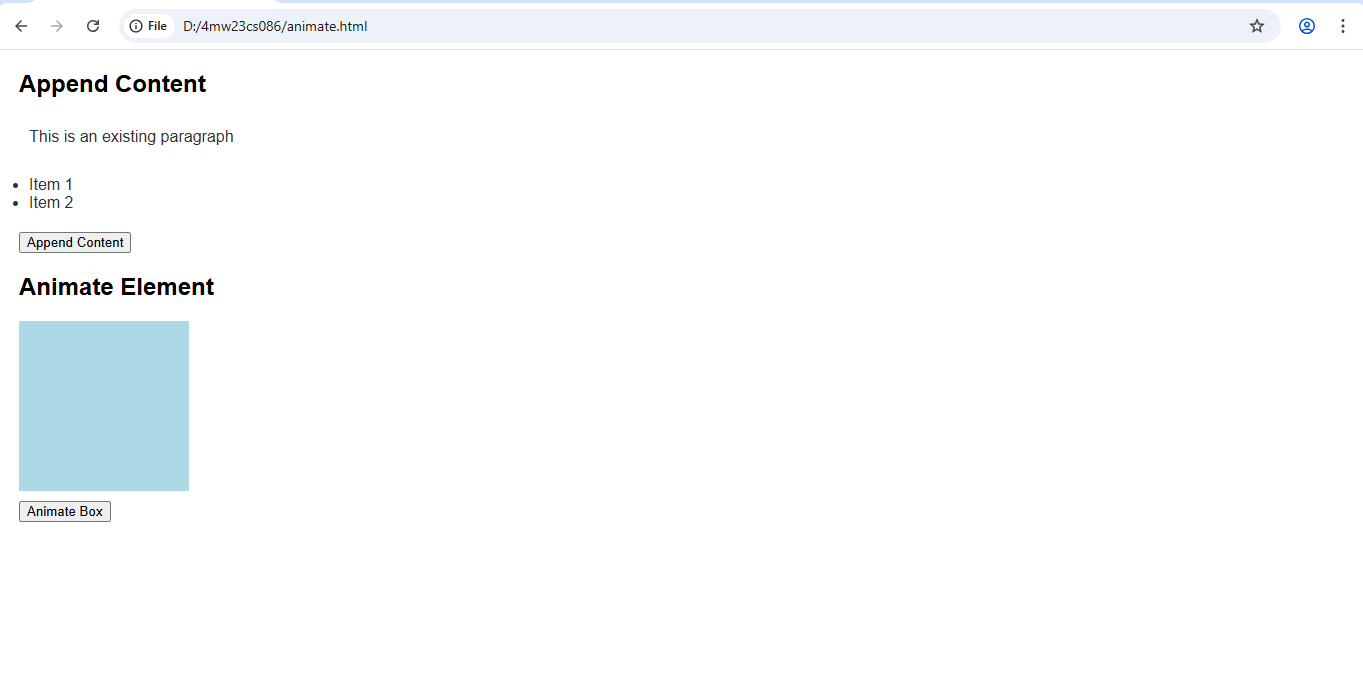 File D:/4mw23cs086/animate.html
Append Content
This is an existing paragraph
Item 1
Item 2
Append Content
Animate Element
Animate Box